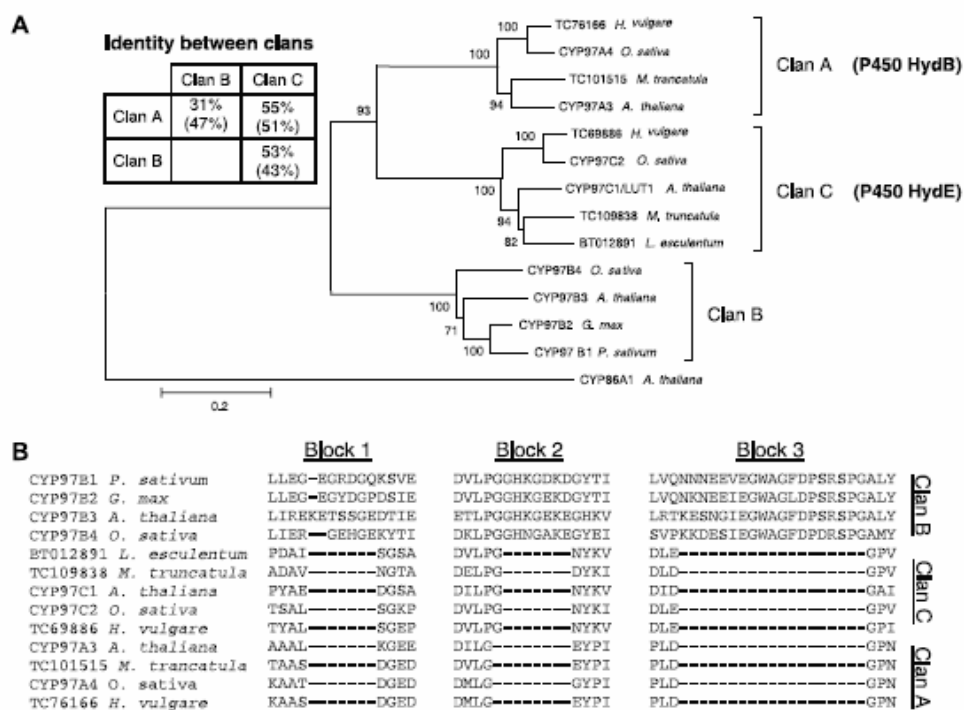 A
Identity between clans
Clan B Clan C
Clan A 31% (47%) 55% (51%)
Clan B 53% (43%)
TC76166 H. vulgare
CYP97A4 O. sativa
TC101515 M. trancatula
CYP97A3 A. thaliana
Clan A (P450 HydB)
TC69886 H. vulgare
CYP97C2 O. sativa
CYP97C1/LUT1 A. thaliana
TC109838 M, truncatula
BT012891 L. esculentum
Clan C (P450 HydE)
CYP97B4 O. sativa
CYP97B3 A. thaliana
CYP97B2 G. max
CYP97 B1 P. sativum
Clan B
CYP86A1 A. thaliana
100
100
94
93
100
100
94
82
100
71
100
0.2
B
Block 1 Block 2 Block 3
CYP97B1 P. sativum LLEG-EGRDGQKSVE DVLPGGHKGDKDGYTI LVQNNNEEVEGWAGFDPSRSPGALY
CYP97B2 G. max LLEG-EGYDGPDSIE DVLPGGHKGEKDGYTI LVQNKNEEIEGWAGFDPSRSPGALY
CYP97B3 A. thaliana LIREKETSSGEDTIE ETLPGGHKGEKEGHKV LRTKESNGIEGWAGFDPSRSPGALY
CYP97B4 O. sativa LIER-GEHGEKYTI DKLPGGHNGAKEGYEI SVPKKDESIEGWAGFLPDRSPGAMY
BT012891 L. esculentum PDAI-------SGSA DVLPG-------NYKV DLE-------------------GPV
TC109838 M. truncatula ADAV-------NGTA DELPG-------DYKI DLD-------------------GPV
CYP97C1 A. thaliana PYAE-------DGSA DILPG-------NYKV DID-------------------GAI
CYP97C2 O. sativa TSAL-------SGKP DVLPG-------NYKI DLE-------------------GPV
TC69886 H. vulgare TYAL-------SGEP DVLPG-------NYKV DLE-------------------GPI
CYP97A3 A. thaliana AAAL-------KGEE DILG--------EYPI PLD-------------------GPN
TC101515 M. trancatula TAAS-------DGED DVLG--------EYPI PLD-------------------GPN
CYP97A4 O. sativa KAAT-------DGED DMLG--------GYPI PLD-------------------GPN
TC76166 H. vulgare KAAS-------DGED DML G--------GYPI PLD-------------------GPN
Clan B
Clan C
Clan A